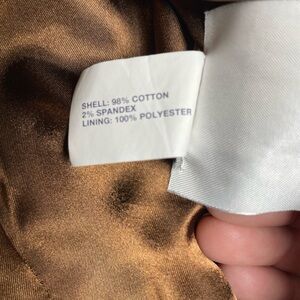 SHELL: 98% COTTON
2% SPANDEX
LINING: 100% POLYESTER